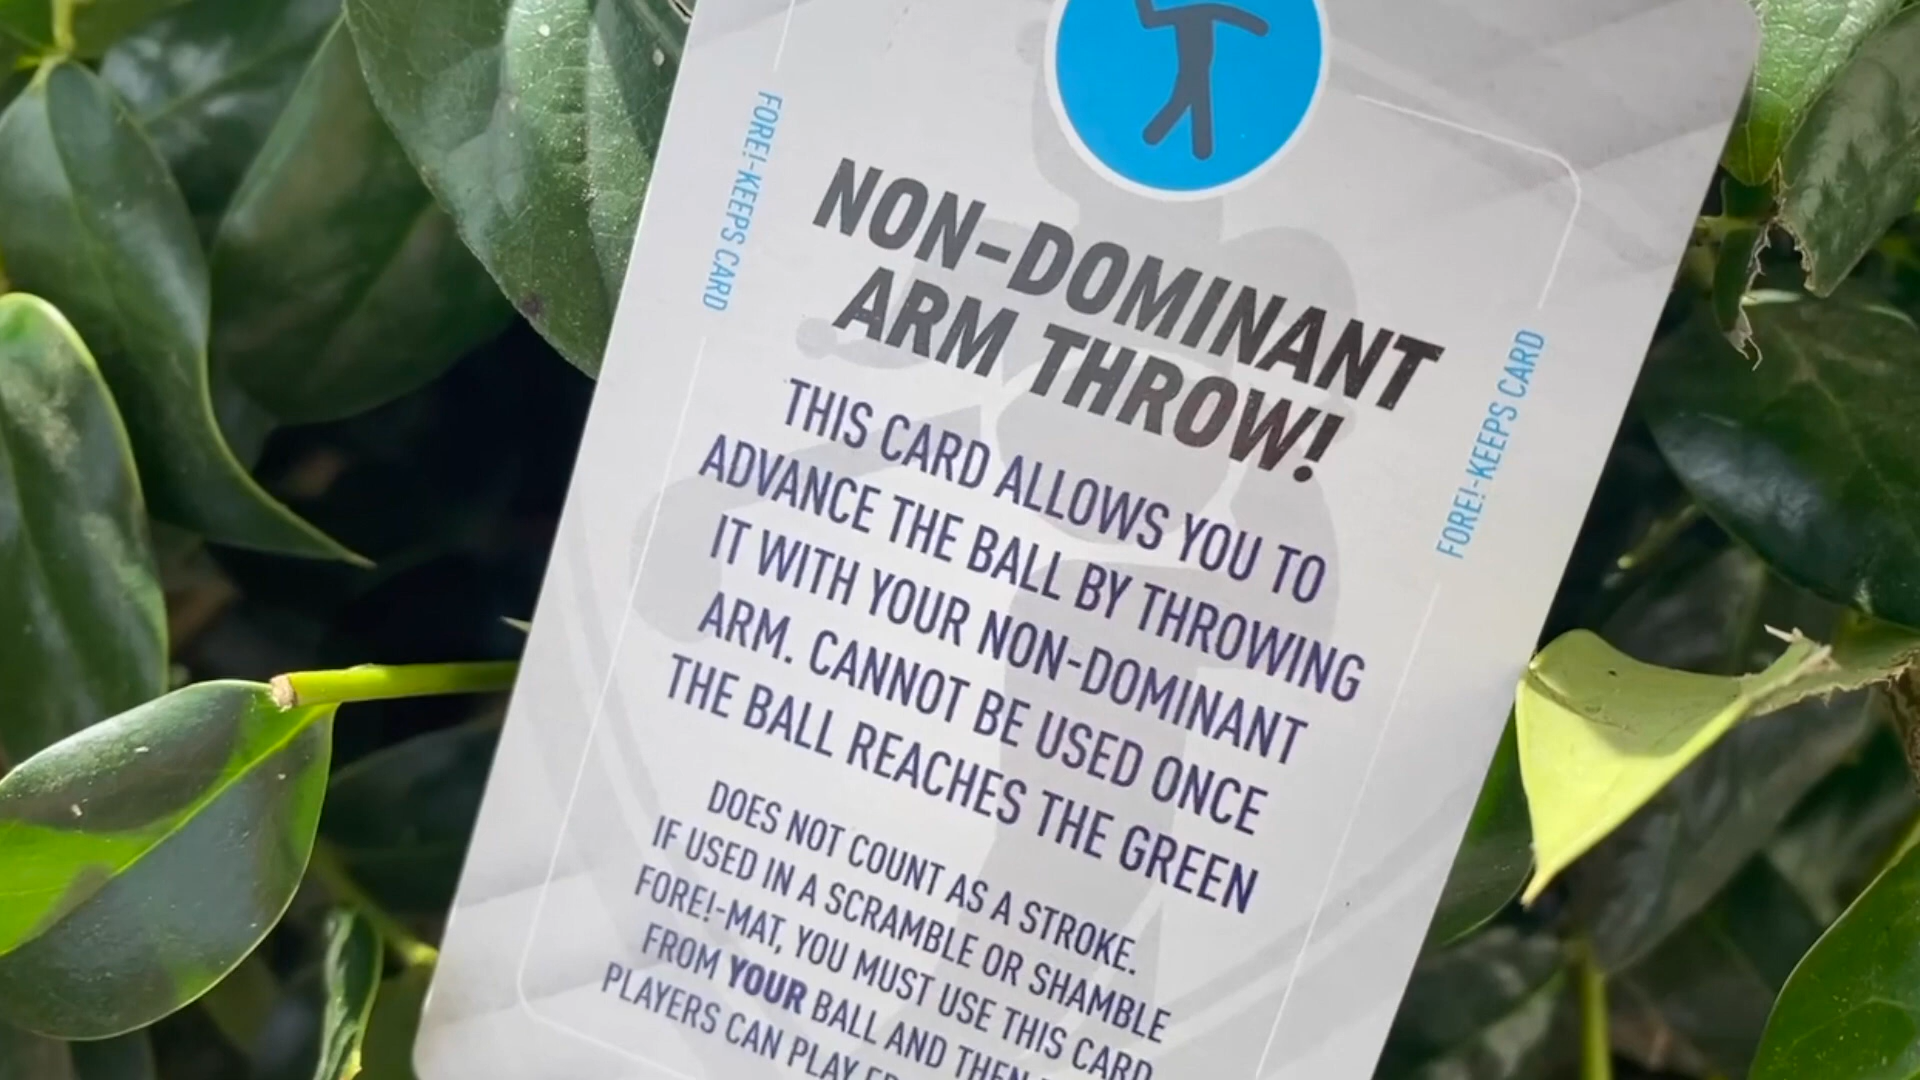 FORE!-KEEPS CARD
NON-DOMINANT
ARM THROW!
THIS CARD ALLOWS YOU TO
ADVANCE THE BALL BY THROWING
IT WITH YOUR NON-DOMINANT
ARM. CANNOT BE USED ONCE
THE BALL REACHES THE GREEN
DOES NOT COUNT AS A STROKE.
IF USED IN A SCRAMBLE OR SHAMBLE
FORE!-MAT, YOU MUST USE THIS CARD
FROM YOUR BALL AND THEN
PLAYERS CAN PLAY
FORE!-KEEPS CARD